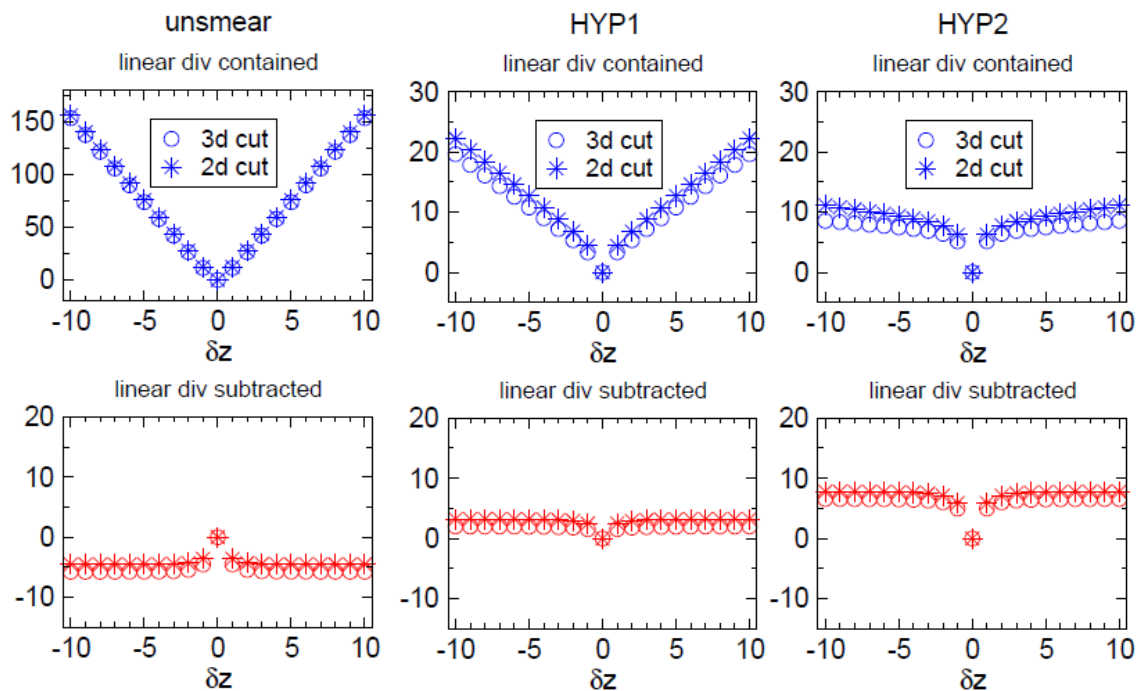 unsmear HYP1 HYP2
linear div contained linear div contained linear div contained
150
100
50
0
3d cut
2d cut
-10 -5 0 5 10
δz
30
20
10
0
3d cut
2d cut
-10 -5 0 5 10
δz
30
20
10
0
3d cut
2d cut
-10 -5 0 5 10
δz
linear div subtracted linear div subtracted linear div subtracted
20
10
0
-10
-10 -5 0 5 10
δz
20
10
0
-10
-10 -5 0 5 10
δz
20
10
0
-10
-10 -5 0 5 10
δz